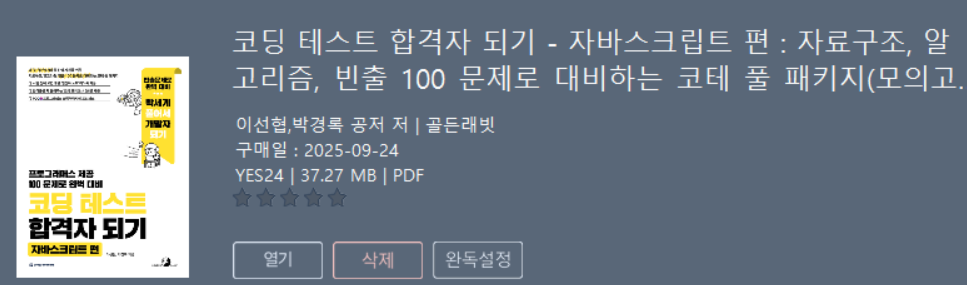 코딩 테스트 합격자 되기 - 자바스크립트 편 : 자료구조, 알
고리즘, 빈출 100 문제로 대비하는 코테 풀 패키지(모의고.
이선협,박경록 공저 저 | 골든래빗
구매일 : 2025-09-24
YES24 | 37.27 MB | PDF
열기
삭제
완독설정
프로그래머스 제공
100 문제로 완벽 대비
코딩 테스트
합격자 되기
자바스크립트 편